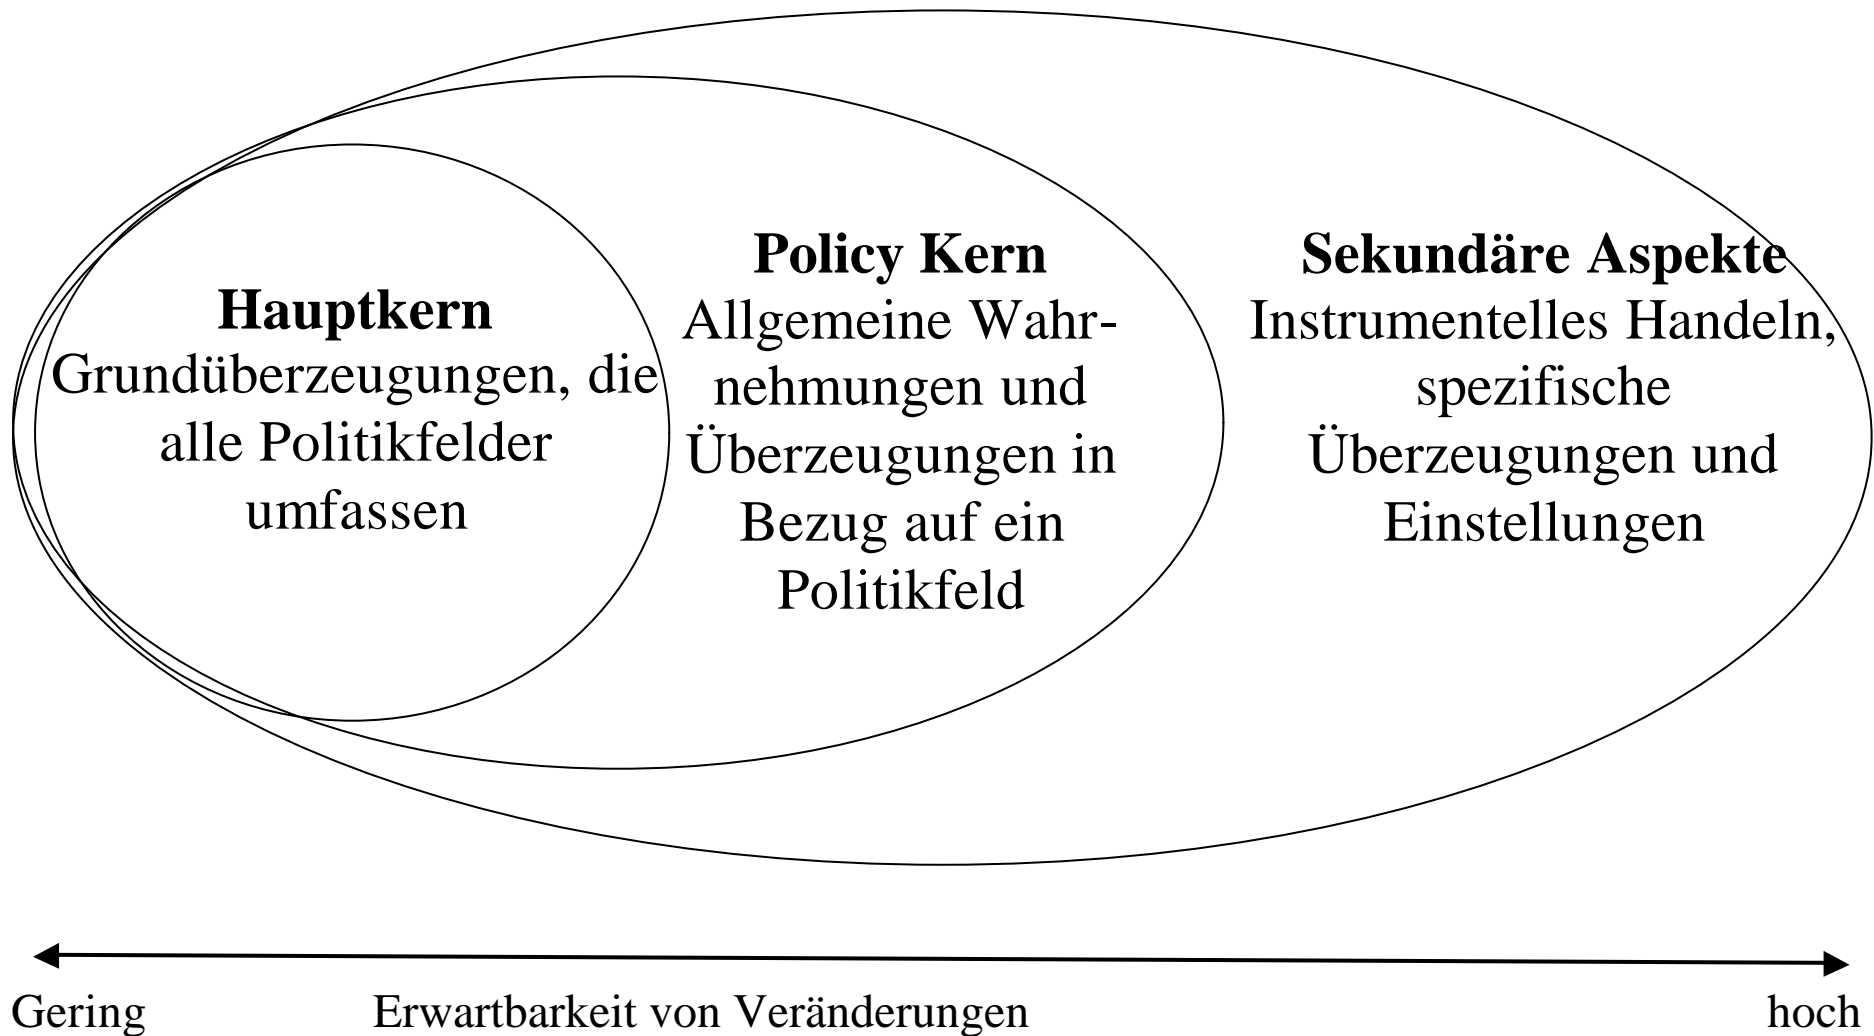 Hauptkern
Grundüberzeugungen, die
alle Politikfelder
umfassen
Policy Kern
Allgemeine Wahr-
nehmungen und
Überzeugungen in
Bezug auf ein
Politikfeld
Sekundäre Aspekte
Instrumentelles Handeln,
spezifische
Überzeugungen und
Einstellungen
Gering Erwartbarkeit von Veränderungen hoch